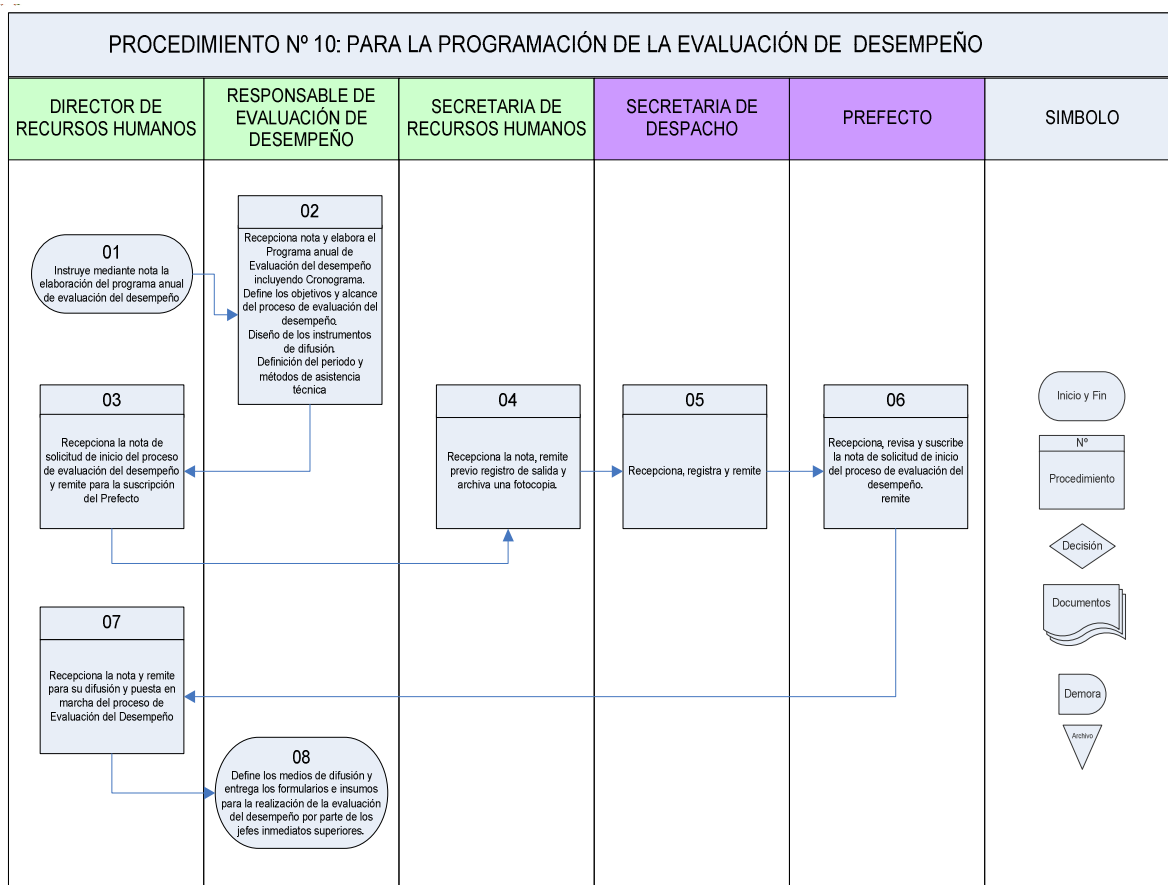 PROCEDIMIENTO Nº 10: PARA LA PROGRAMACIÓN DE LA EVALUACIÓN DE DESEMPEÑO
DIRECTOR DE
RECURSOS HUMANOS
RESPONSABLE DE
EVALUACIÓN DE
DESEMPEÑO
SECRETARIA DE
RECURSOS HUMANOS
SECRETARIA DE
DESPACHO
PREFECTO
SIMBOLO
01
Instruye mediante nota la
elaboración del programa anual
de evaluación del desempeño
02
Recepciona nota y elabora el
Programa anual de
Evaluación del desempeño
incluyendo Cronograma.
Define los objetivos y alcance
del proceso de evaluación del
desempeño.
Diseño de los instrumentos
de difusión.
Definición del periodo y
métodos de asistencia
técnica
03
Recepciona la nota de
solicitud de inicio del proceso
de evaluación del desempeño
y remite para la suscripción
del Prefecto
04
Recepciona la nota, remite
previo registro de salida y
archiva una fotocopia.
05
Recepciona, registra y remite
06
Recepciona, revisa y suscribe
la nota de solicitud de inicio
del proceso de evaluación del
desempeño.
remite
07
Recepciona la nota y remite
para su difusión y puesta en
marcha del proceso de
Evaluación del Desempeño
08
Define los medios de difusión y
entrega los formularios e insumos
para la realización de la evaluación
del desempeño por parte de los
jefes inmediatos superiores.
Inicio y Fin
Nº
Procedimiento
Decisión
Documentos
Demora
Archivo